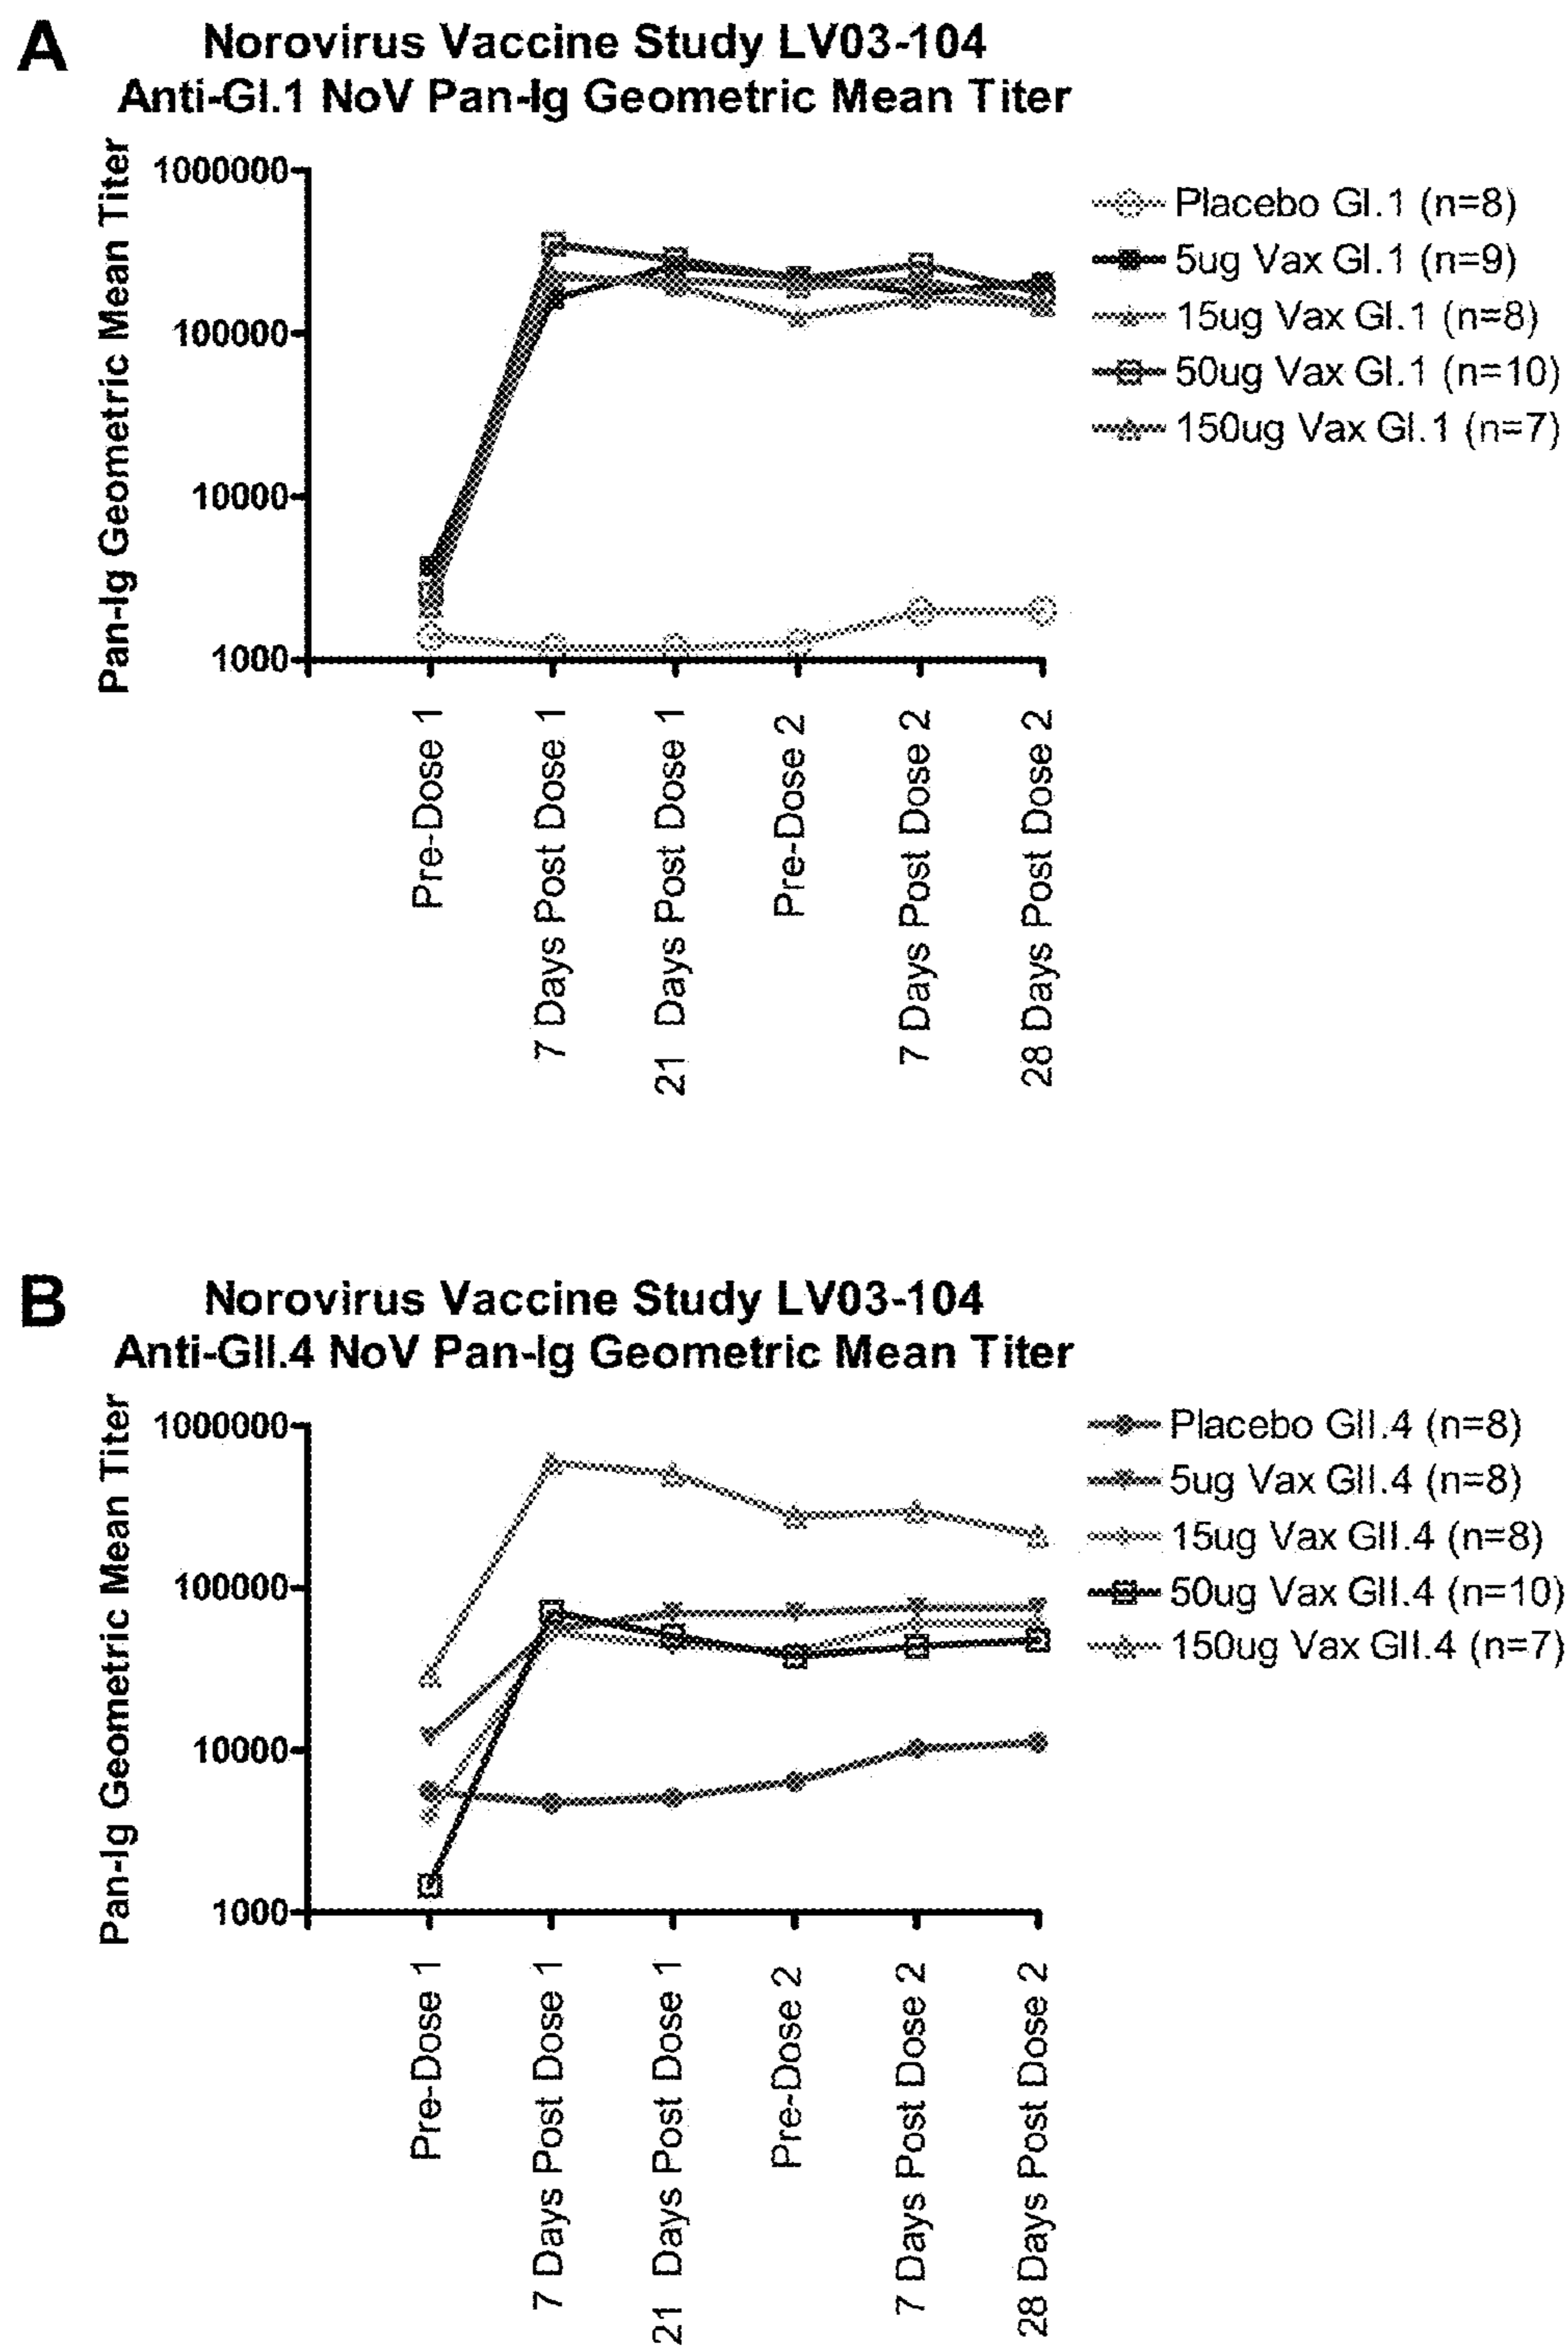 A
Norovirus Vaccine Study LV03-104
Anti-GI.1 NoV Pan-Ig Geometric Mean Titer
Pan-Ig Geometric Mean Titer
1000000
100000
10000
1000
Placebo GI.1 (n=8)
5ug Vax GI.1 (n=9)
15ug Vax GI.1 (n=8)
50ug Vax GI.1 (n=10)
150ug Vax GI.1 (n=7)
Pre-Dose 1
7 Days Post Dose 1
21 Days Post Dose 1
Pre-Dose 2
7 Days Post Dose 2
28 Days Post Dose 2
B
Norovirus Vaccine Study LV03-104
Anti-GII.4 NoV Pan-Ig Geometric Mean Titer
Pan-Ig Geometric Mean Titer
1000000
100000
10000
1000
Placebo GII.4 (n=8)
5ug Vax GII.4 (n=8)
15ug Vax GII.4 (n=8)
50ug Vax GII.4 (n=10)
150ug Vax GII.4 (n=7)
Pre-Dose 1
7 Days Post Dose 1
21 Days Post Dose 1
Pre-Dose 2
7 Days Post Dose 2
28 Days Post Dose 2